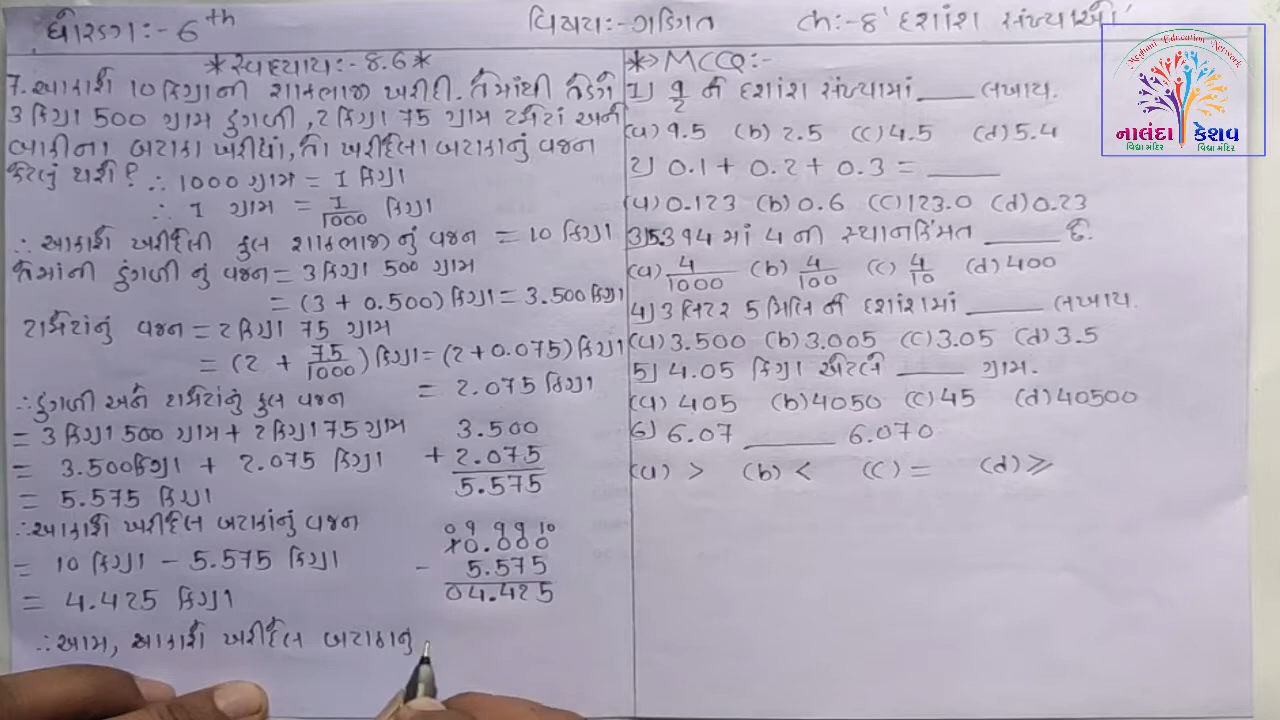 ધોરણ:- 6th વિષય:- ગણિત Ch:- 8 'દશાંશ સંખ્યાઓ'
*સ્વાધ્યાય:- 8.6*
7. આકાશે 10 કિગ્રાની શાકભાજી ખરીદી. તેમાંથી તેણે
3 કિગ્રા 500 ગ્રામ ડુંગળી, 2 કિગ્રા 75 ગ્રામ ટામેટાં અને
બાકીના બટાકા ખરીદ્યાં, તો ખરીદેલા બટાકાનું વજન
કેટલું થશે? ∴ 1000 ગ્રામ = 1 કિગ્રા
∴ 1 ગ્રામ = 1/1000 કિગ્રા
∴ આકાશે ખરીદેલી કુલ શાકભાજીનું વજન = 10 કિગ્રા
તેમાંની ડુંગળીનું વજન = 3 કિગ્રા 500 ગ્રામ
= (3 + 0.500) કિગ્રા = 3.500 કિગ્રા
ટામેટાંનું વજન = 2 કિગ્રા 75 ગ્રામ
= (2 + 75/1000) કિગ્રા = (2+0.075) કિગ્રા
= 2.075 કિગ્રા
∴ ડુંગળી અને ટામેટાંનું કુલ વજન
= 3 કિગ્રા 500 ગ્રામ + 2 કિગ્રા 75 ગ્રામ
= 3.500 કિગ્રા + 2.075 કિગ્રા
= 5.575 કિગ્રા
3.500
+ 2.075
5.575
∴ આકાશે ખરીદેલ બટાકાંનું વજન
= 10 કિગ્રા - 5.575 કિગ્રા
= 4.425 કિગ્રા
0 9 9 9 10
10.000
- 5.575
04.425
∴ આમ, આકાશે ખરીદેલ બટાકાનું
*> MCQ:-
1) 9/2 ને દશાંશ સંખ્યામાં ____ લખાય.
(a) 9.5 (b) 2.5 (c) 4.5 (d) 5.4
2) 0.1 + 0.2 + 0.3 = ____
(a) 0.123 (b) 0.6 (c) 123.0 (d) 0.23
3) 5.394 માં 4 ની સ્થાનકિંમત ____ છે.
(a) 4/1000 (b) 4/100 (c) 4/10 (d) 400
4) 3 લિટર 5 મિલિ ને દશાંશમાં ____ લખાય.
(a) 3.500 (b) 3.005 (c) 3.05 (d) 3.5
5) 4.05 કિગ્રા એટલે ____ ગ્રામ.
(a) 405 (b) 4050 (c) 45 (d) 40500
6) 6.07 ____ 6.070
(a) > (b) < (c) = (d) ≥
Meghani Education Network
નાલંદા કેશવ
વિદ્યા મંદિર વિદ્યા મંદિર